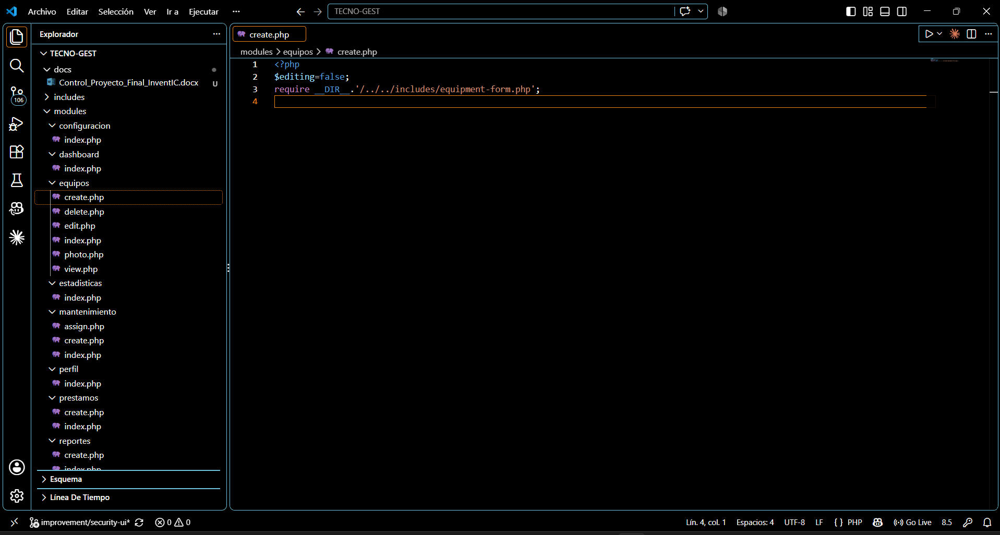 Archivo Editar Selección Ver Ir a Ejecutar ···
TECNO-GEST
Explorador ···
TECNO-GEST
docs
Control_Proyecto_Final_InventIC.docx U
includes
modules
configuracion
index.php
dashboard
index.php
equipos
create.php
delete.php
edit.php
index.php
photo.php
view.php
estadisticas
index.php
mantenimiento
assign.php
create.php
index.php
perfil
index.php
prestamos
create.php
index.php
reportes
create.php
index.php
Esquema
Línea De Tiempo
106
create.php
modules > equipos > create.php
1 <?php
2 $editing=false;
3 require __DIR__.'/../../includes/equipment-form.php';
4
improvement/security-ui* 0 0
Lín. 4, col. 1 Espacios: 4 UTF-8 LF {} PHP Go Live 8.5